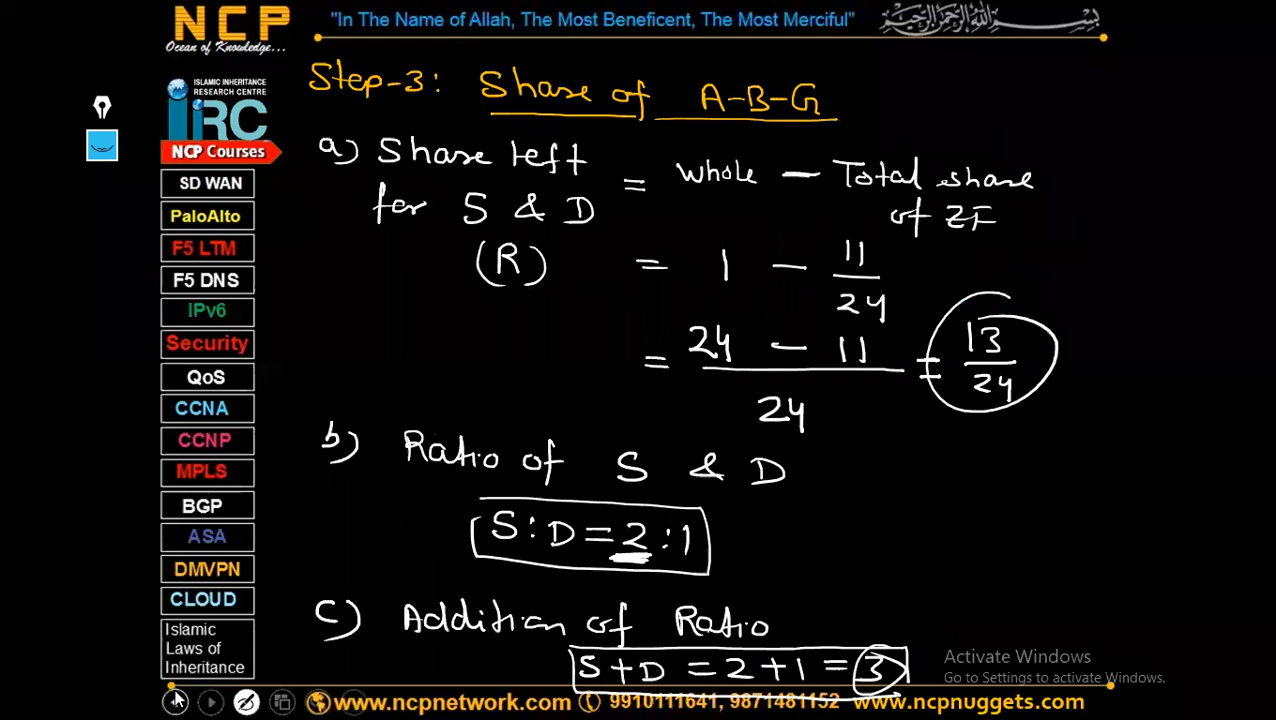 NCP
Ocean of Knowledge...
"In The Name of Allah, The Most Beneficent, The Most Merciful"
ISLAMIC INHERITANCE
RESEARCH CENTRE
IRC
NCP Courses
SD WAN
PaloAlto
F5 LTM
F5 DNS
IPv6
Security
QoS
CCNA
CCNP
MPLS
BGP
ASA
DMVPN
CLOUD
Islamic
Laws of
Inheritance
Step-3: Share of A-B-G
a) Share left = Whole - Total share
for S & D of ZF
(R) = 1 - 11/24
= 24 - 11 / 24 = 13/24
b) Ratio of S & D
S:D = 2:1
c) Addition of Ratio
S+D = 2+1 = 3
Activate Windows
Go to Settings to activate Windows.
www.ncpnetwork.com 9910111641, 9871481152 www.ncpnuggets.com